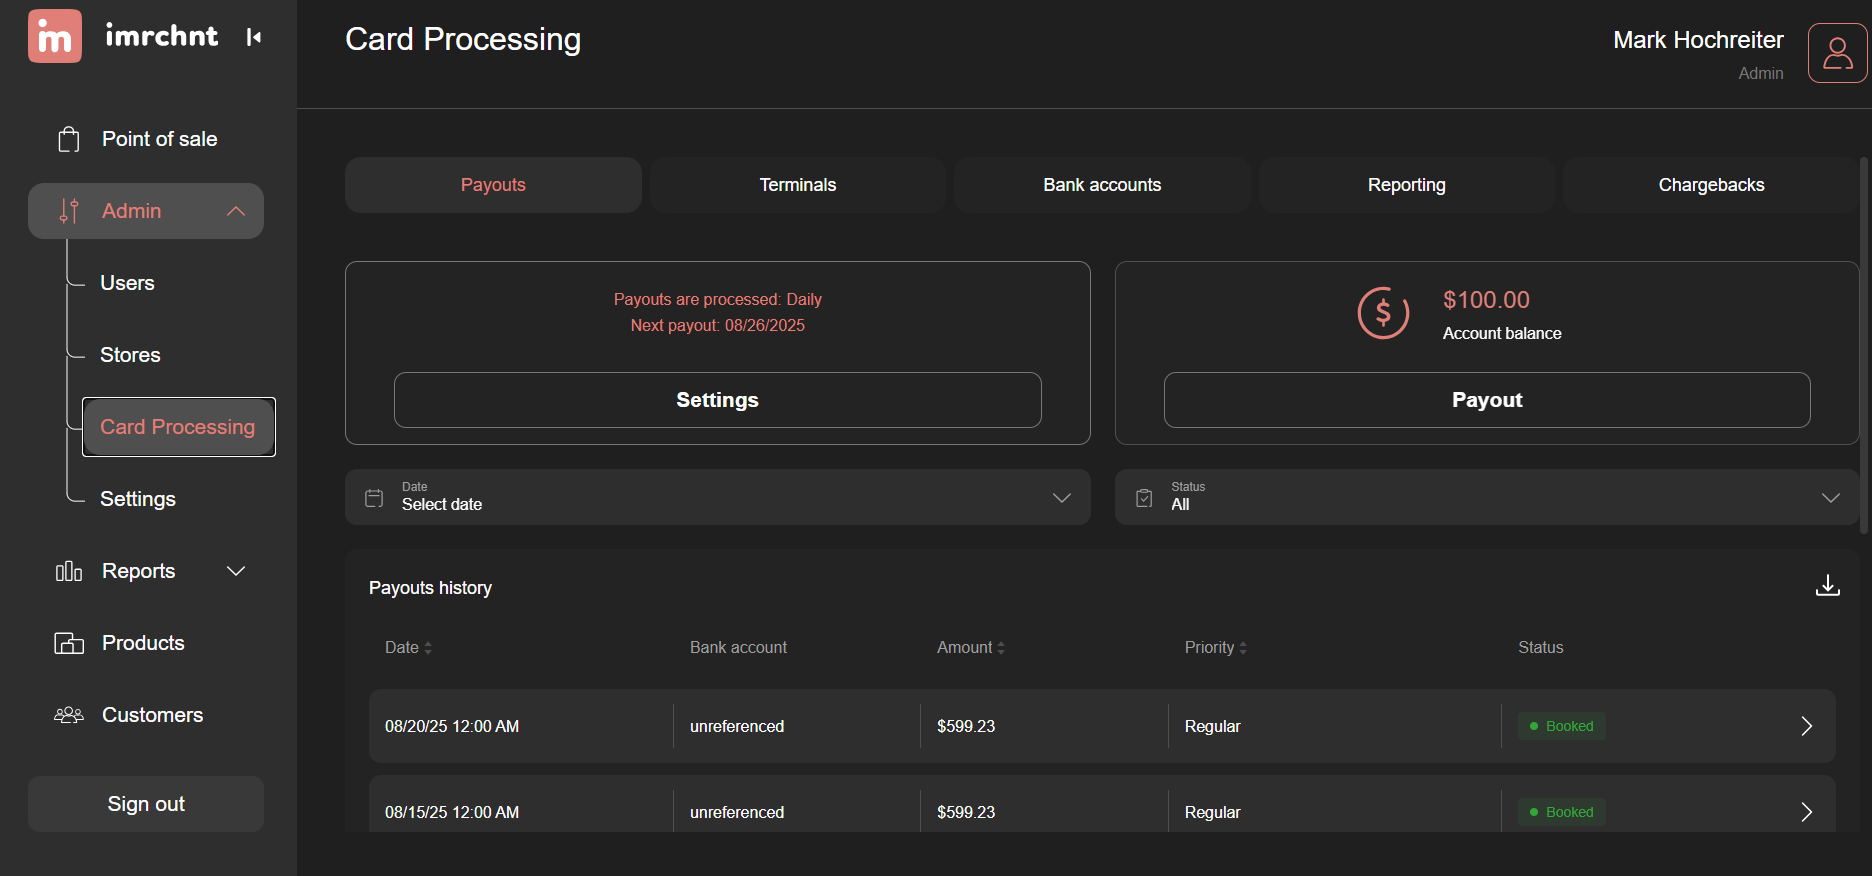 im imrchnt
Card Processing
Mark Hochreiter
Admin
Point of sale
Admin
Users
Stores
Card Processing
Settings
Reports
Products
Customers
Sign out
Payouts
Terminals
Bank accounts
Reporting
Chargebacks
Payouts are processed: Daily
Next payout: 08/26/2025
Settings
$
$100.00
Account balance
Payout
Date
Select date
Status
All
Payouts history
Date Bank account Amount Priority Status
08/20/25 12:00 AM unreferenced $599.23 Regular Booked
08/15/25 12:00 AM unreferenced $599.23 Regular Booked